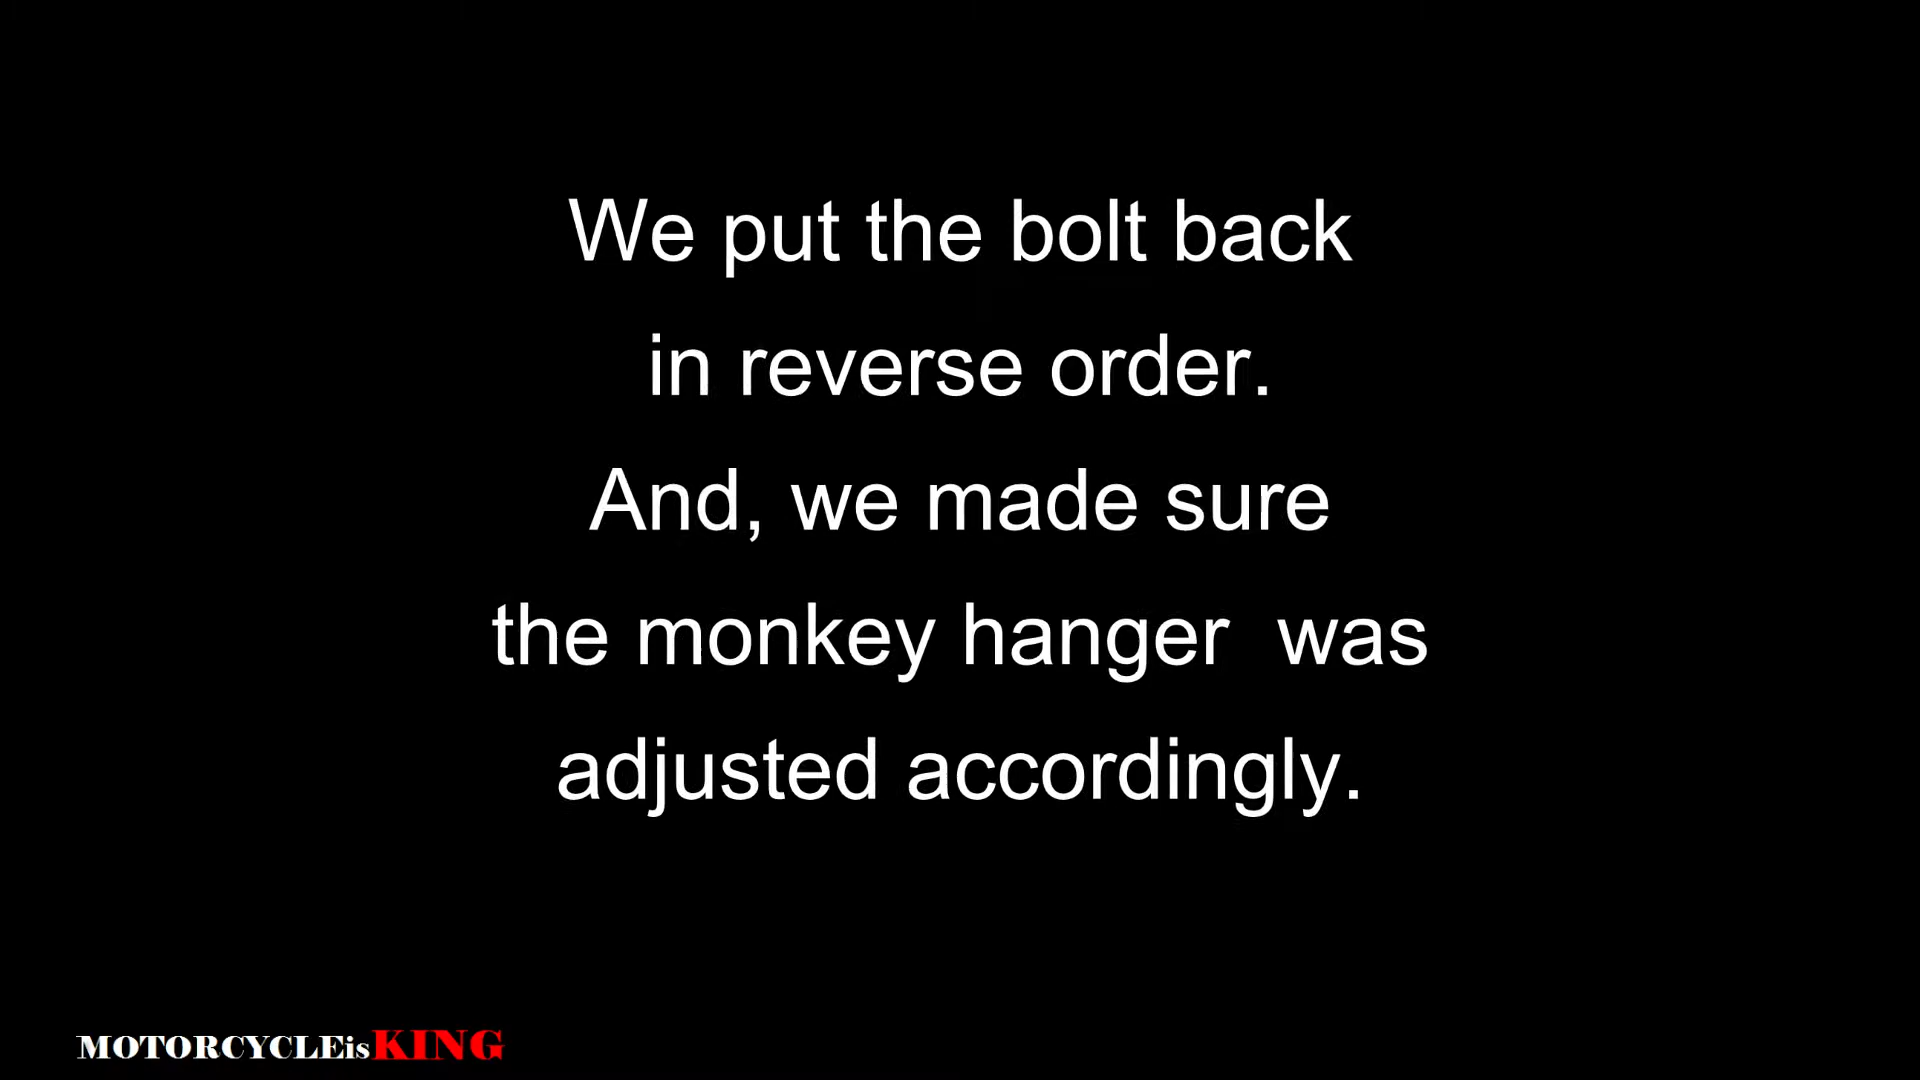 We put the bolt back
in reverse order.
And, we made sure
the monkey hanger  was
adjusted accordingly.
MOTORCYCLEisKING